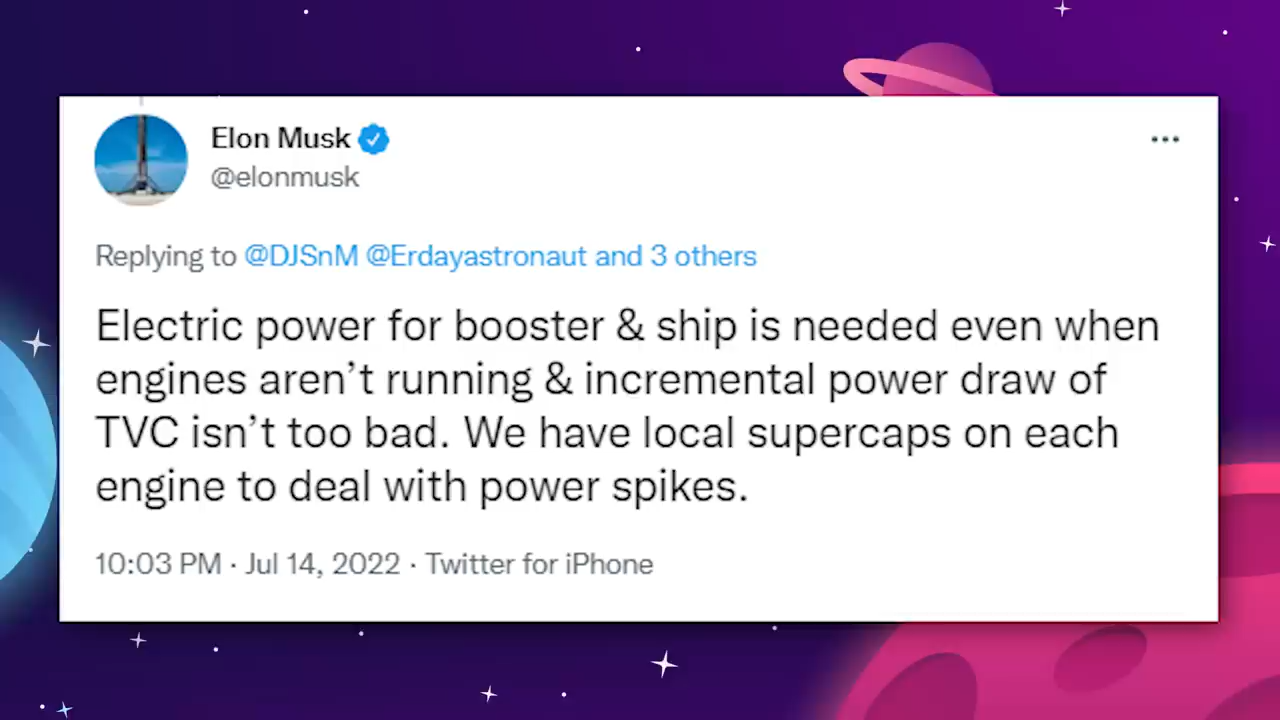 Elon Musk
@elonmusk
Replying to @DJSnM @Erdayastronaut and 3 others
Electric power for booster & ship is needed even when
engines aren’t running & incremental power draw of
TVC isn’t too bad. We have local supercaps on each
engine to deal with power spikes.
10:03 PM · Jul 14, 2022 · Twitter for iPhone